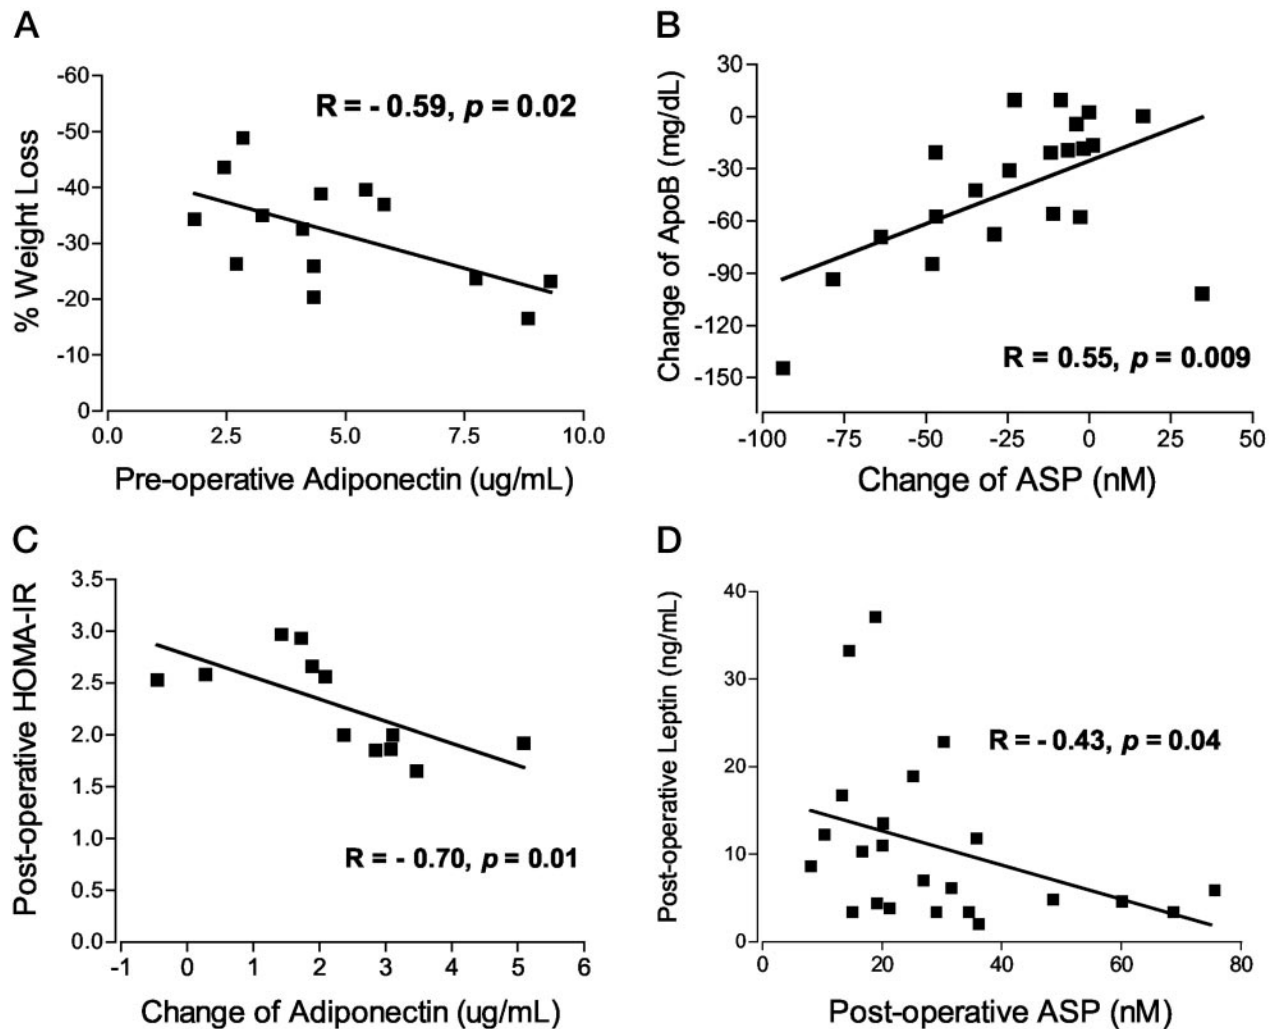 A
% Weight Loss
-60
-50
-40
-30
-20
-10
0
R = - 0.59, p = 0.02
0.0 2.5 5.0 7.5 10.0
Pre-operative Adiponectin (ug/mL)
B
Change of ApoB (mg/dL)
30
0
-30
-60
-90
-120
-150
R = 0.55, p = 0.009
-100 -75 -50 -25 0 25 50
Change of ASP (nM)
C
Post-operative HOMA-IR
3.5
3.0
2.5
2.0
1.5
1.0
0.5
0.0
R = - 0.70, p = 0.01
-1 0 1 2 3 4 5 6
Change of Adiponectin (ug/mL)
D
Post-operative Leptin (ng/mL)
40
30
20
10
0
R = - 0.43, p = 0.04
0 20 40 60 80
Post-operative ASP (nM)